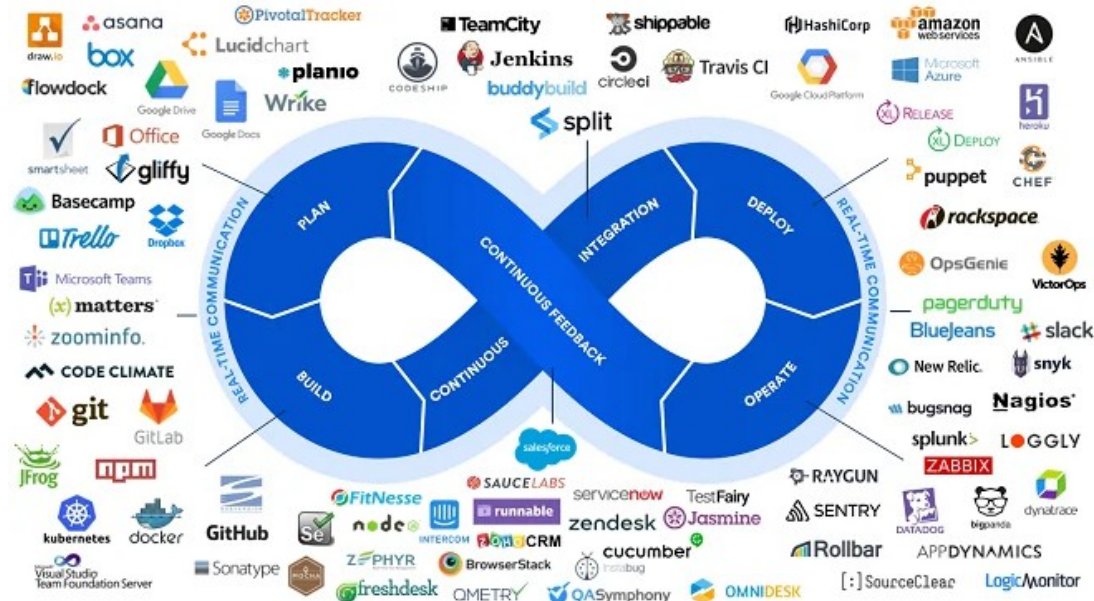 draw.io
asana
PivotalTracker
box
Lucidchart
flowdock
Google Drive
planio
Google Docs
Wrike
smartsheet
Office
gliffy
Basecamp
Trello
Dropbox
Microsoft Teams
(x) matters
zoominfo.
CODE CLIMATE
git
GitLab
JFrog
npm
kubernetes
docker
Visual Studio
Team Foundation Server
TeamCity
shippable
CODESHIP
Jenkins
circleci
Travis CI
buddybuild
split
HashiCorp
amazon
webservices
ANSIBLE
Microsoft
Azure
Google Cloud Platform
XL RELEASE
heroku
XL DEPLOY
puppet
CHEF
rackspace
OpsGenie
VictorOps
pagerduty
BlueJeans
slack
New Relic.
snyk
bugsnag
Nagios
splunk>
LOGGLY
ZABBIX
RAYGUN
SENTRY
DATADOG
bigpanda
dynatrace
Rollbar
APPDYNAMICS
[:]SourceClear
LogicMonitor
REAL-TIME COMMUNICATION
PLAN
BUILD
CONTINUOUS
INTEGRATION
CONTINUOUS FEEDBACK
DEPLOY
OPERATE
REAL-TIME COMMUNICATION
salesforce
GitHub
Sonatype
Se
MOCHA
FitNesse
node
INTERCOM
SAUCELABS
runnable
ZOHO CRM
servicenow
zendesk
TestFairy
Jasmine
ZEPHYR
BrowserStack
Instabug
cucumber
freshdesk
QMETRY
QASymphony
OMNIDESK